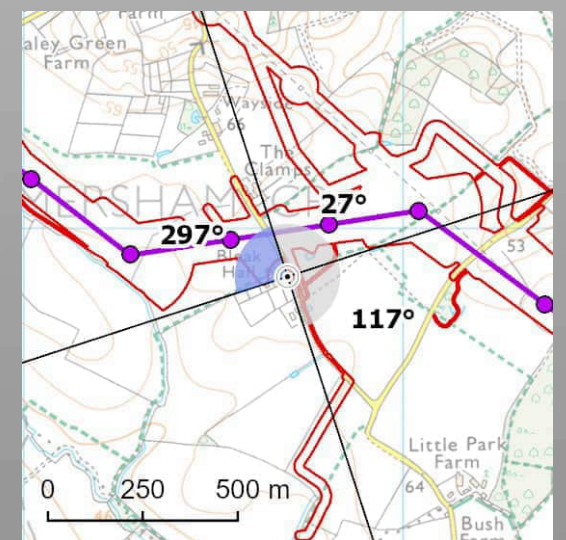 Farm
aley Green
Farm
Wayside
66
The
Clamps
MERSHAM
27°
297°
53
Hall
117°
0 250 500 m
Little Park
Farm
64
Bush
Farm